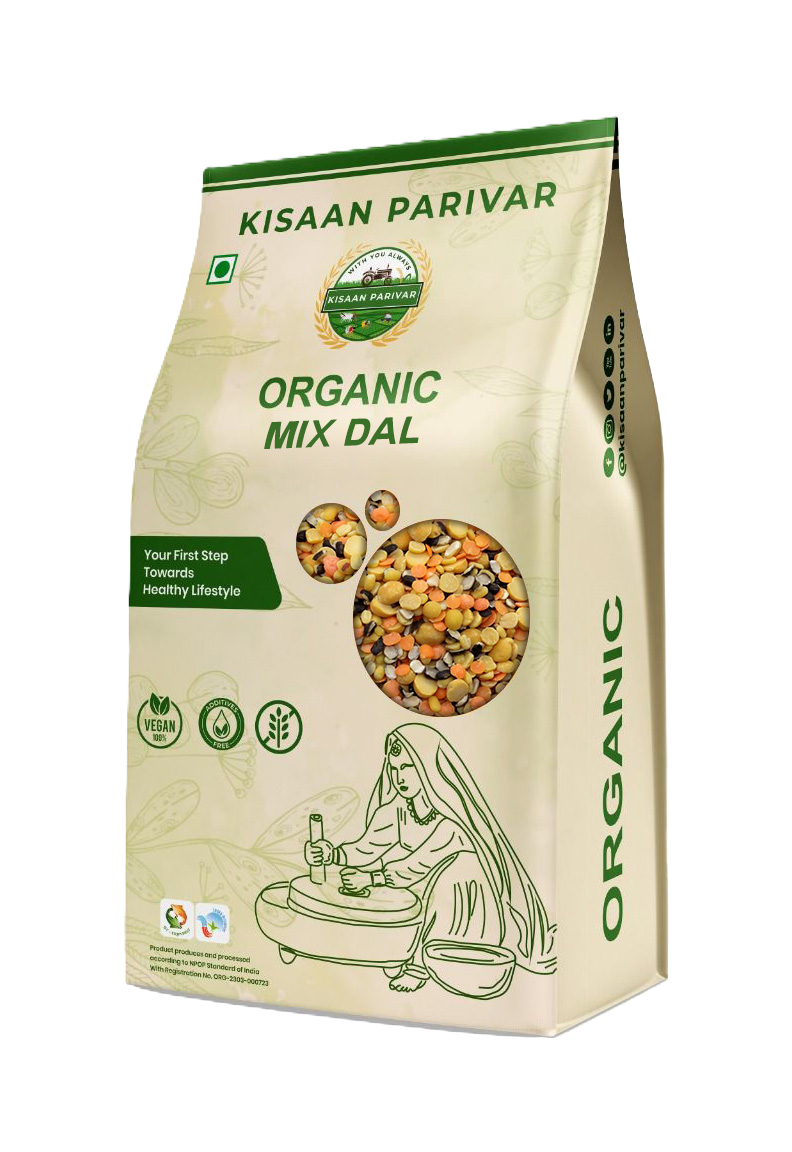 KISAAN PARIVAR
WITH YOU ALWAYS
KISAAN PARIVAR
ORGANIC
MIX DAL
Your First Step
Towards
Healthy Lifestyle
VEGAN
100%
ADDITIVES
FREE
Product produces and processed
according to NPOP Standard of India
With Registration No. ORG-2303-000723
@kisaanparivar
ORGANIC